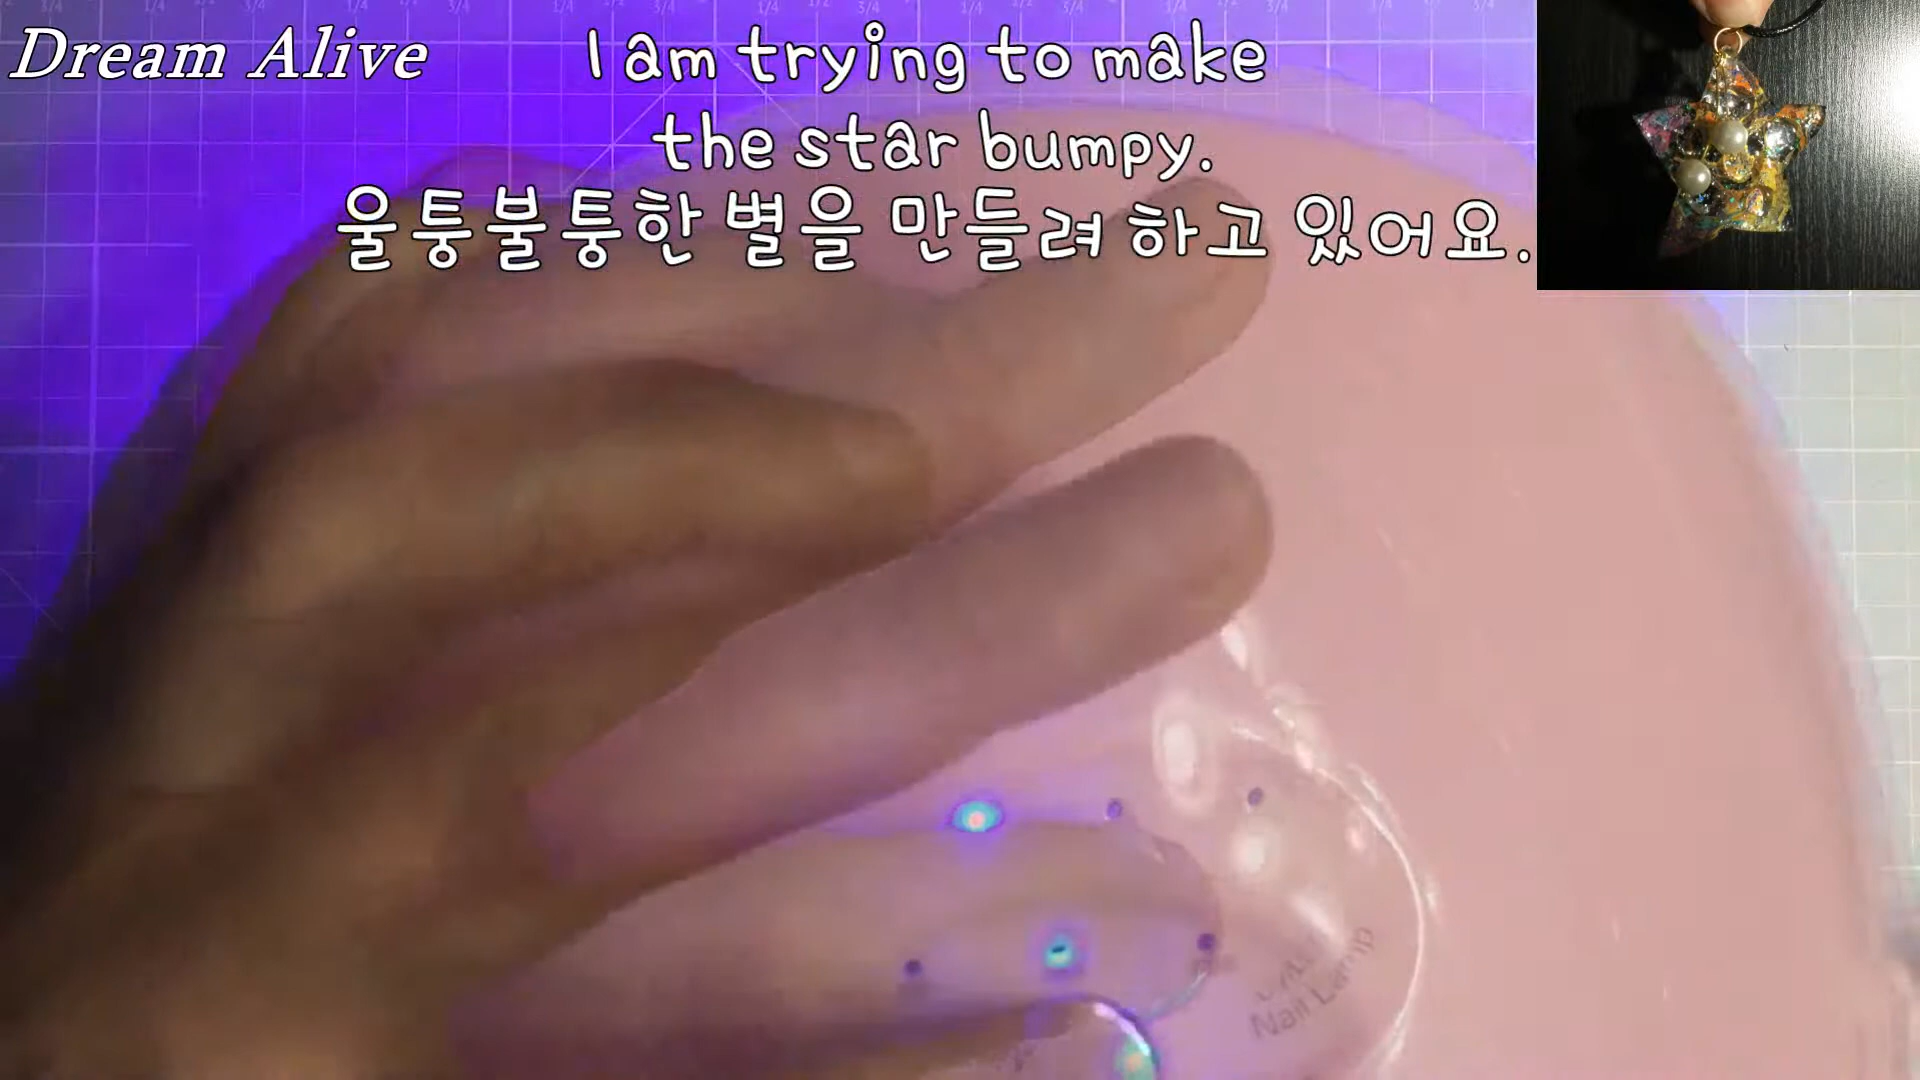 Dream Alive
I am trying to make
the star bumpy.
울퉁불퉁한 별을 만들려 하고 있어요.
Nail Lamp